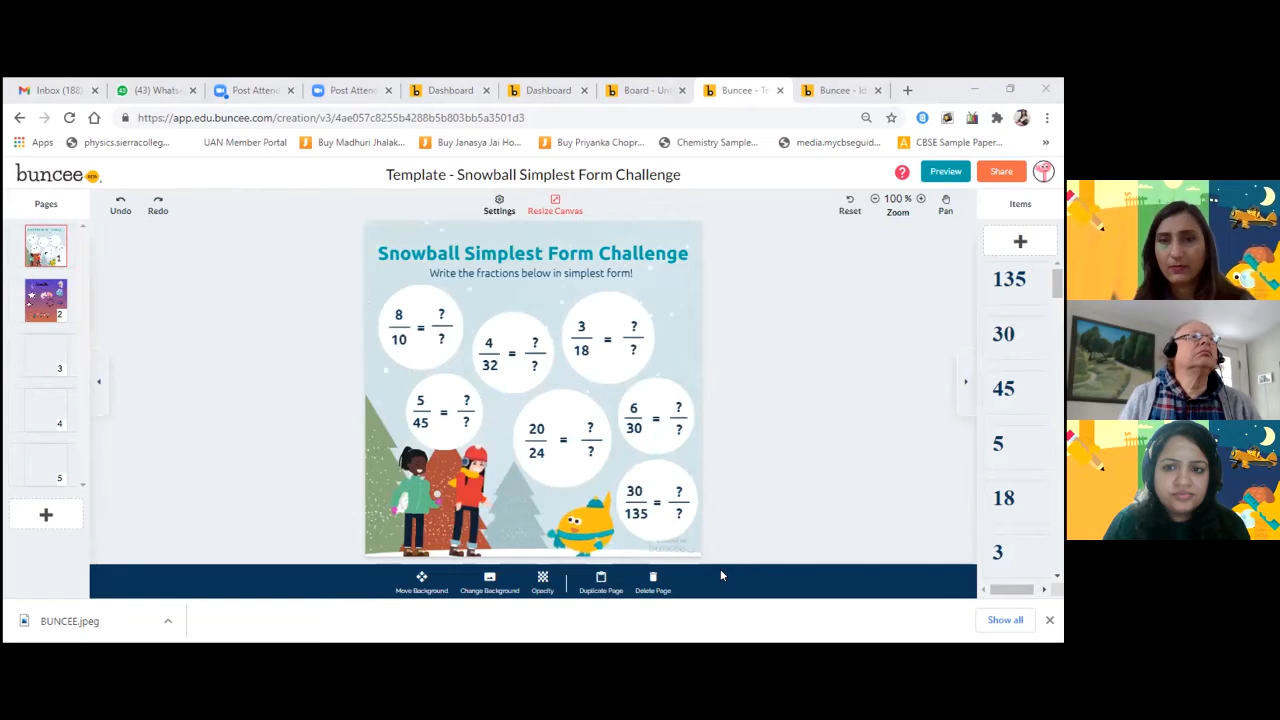 Inbox (188)
(43) Whats
Post Attend
Post Attend
Dashboard
Dashboard
Board - Un
Buncee - Te
Buncee - Id
https://app.edu.buncee.com/creation/v3/4ae057c8255b4288b5b803bb5a3501d3
Apps
physics.sierracolleg...
UAN Member Portal
Buy Madhuri Jhalak...
Buy Janasya Jai Ho...
Buy Priyanka Chopr...
Chemistry Sample...
media.mycbseguid...
CBSE Sample Paper...
»
buncee
Template - Snowball Simplest Form Challenge
?
Preview
Share
Pages
Undo
Redo
Settings
Resize Canvas
Reset
100 %
Zoom
Pan
Items
1
2
3
4
5
+
Snowball Simplest Form Challenge
Write the fractions below in simplest form!
8/10 = ?/?
4/32 = ?/?
3/18 = ?/?
5/45 = ?/?
20/24 = ?/?
6/30 = ?/?
30/135 = ?/?
+
135
30
45
5
18
3
Move Background
Change Background
Opacity
Duplicate Page
Delete Page
BUNCEE.jpeg
Show all